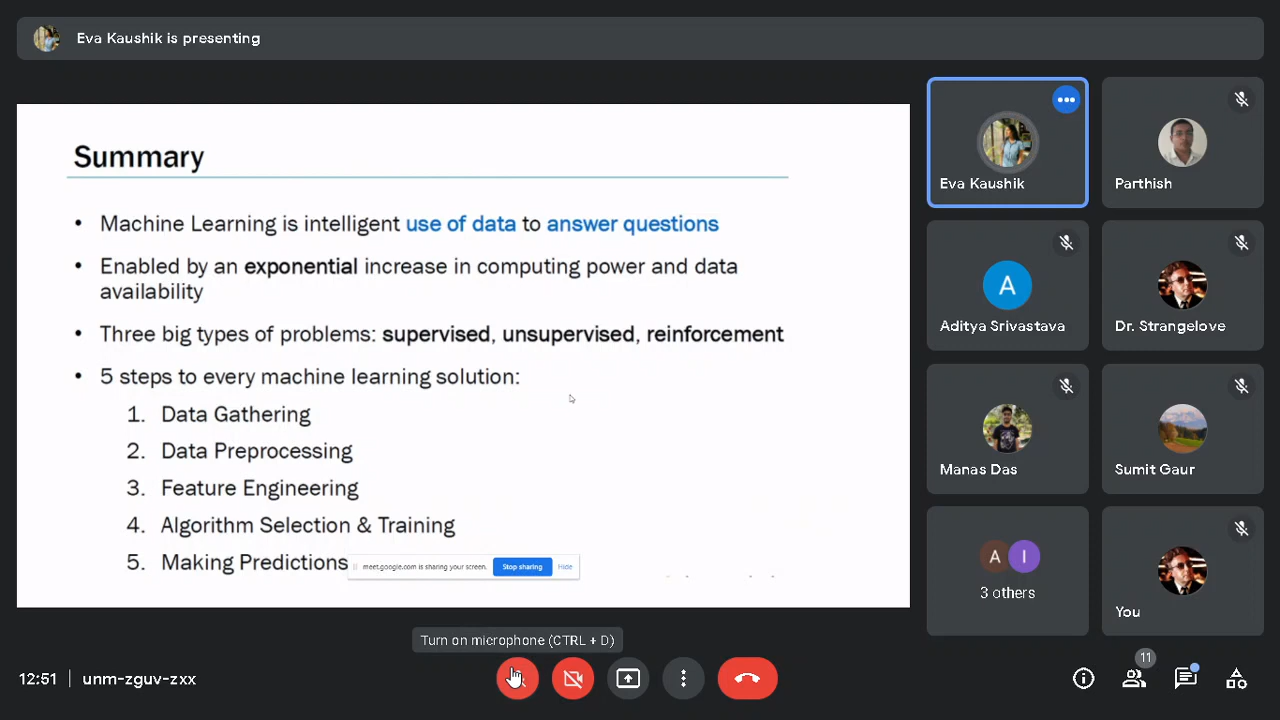 Eva Kaushik is presenting
Summary
• Machine Learning is intelligent use of data to answer questions
• Enabled by an exponential increase in computing power and data
availability
• Three big types of problems: supervised, unsupervised, reinforcement
• 5 steps to every machine learning solution:
1. Data Gathering
2. Data Preprocessing
3. Feature Engineering
4. Algorithm Selection & Training
5. Making Predictions
meet.google.com is sharing your screen. Stop sharing Hide
Eva Kaushik
Parthish
Aditya Srivastava
A
Dr. Strangelove
Manas Das
Sumit Gaur
A I
3 others
You
Turn on microphone (CTRL + D)
12:51 | unm-zguv-zxx
11